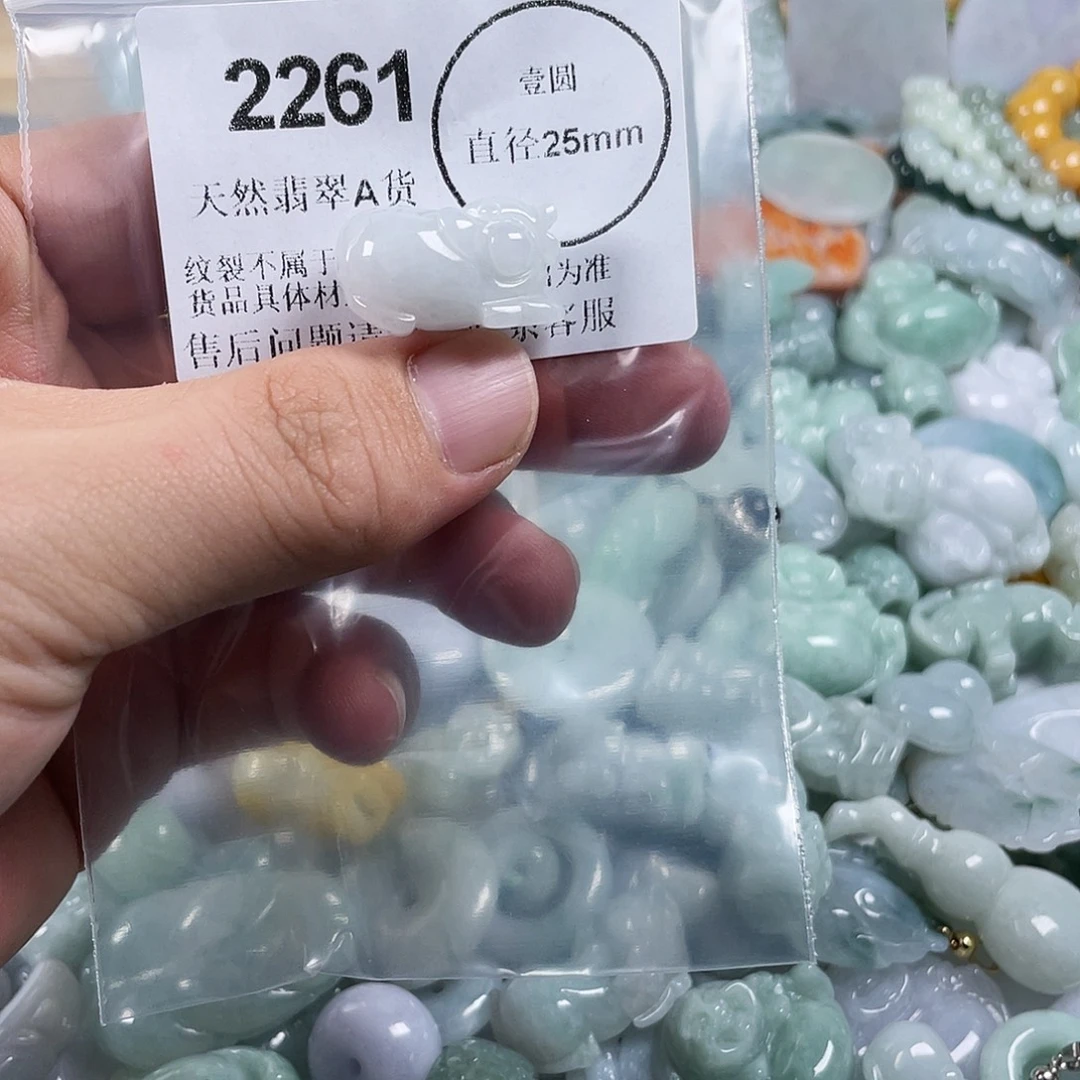 2261
壹圆
直径25mm
天然翡翠A货
纹裂不属于 为准
货品具体材
售后问题请 客服